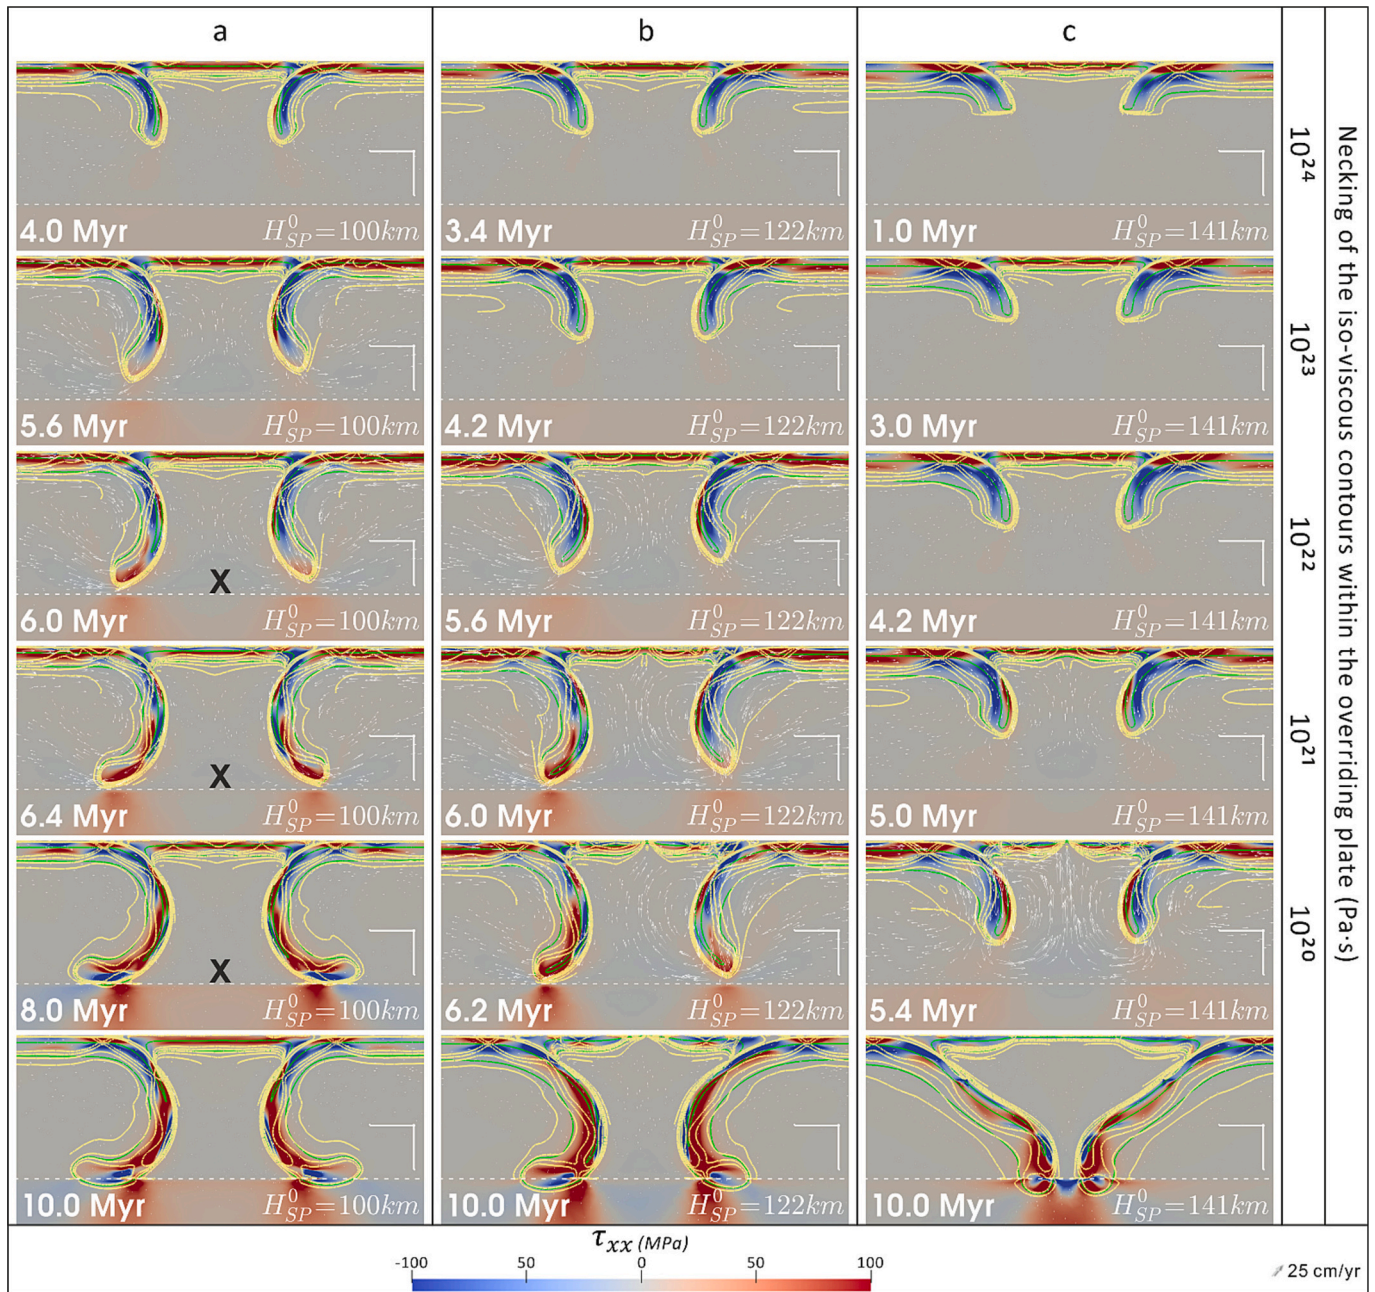 a b c
4.0 Myr H⁰SP=100km 3.4 Myr H⁰SP=122km 1.0 Myr H⁰SP=141km
5.6 Myr H⁰SP=100km 4.2 Myr H⁰SP=122km 3.0 Myr H⁰SP=141km
X
6.0 Myr H⁰SP=100km 5.6 Myr H⁰SP=122km 4.2 Myr H⁰SP=141km
X
6.4 Myr H⁰SP=100km 6.0 Myr H⁰SP=122km 5.0 Myr H⁰SP=141km
X
8.0 Myr H⁰SP=100km 6.2 Myr H⁰SP=122km 5.4 Myr H⁰SP=141km
10.0 Myr H⁰SP=100km 10.0 Myr H⁰SP=122km 10.0 Myr H⁰SP=141km
10²⁴
10²³
10²²
10²¹
10²⁰
Necking of the iso-viscous contours within the overriding plate (Pa·s)
τxx (MPa)
-100 50 0 50 100
25 cm/yr